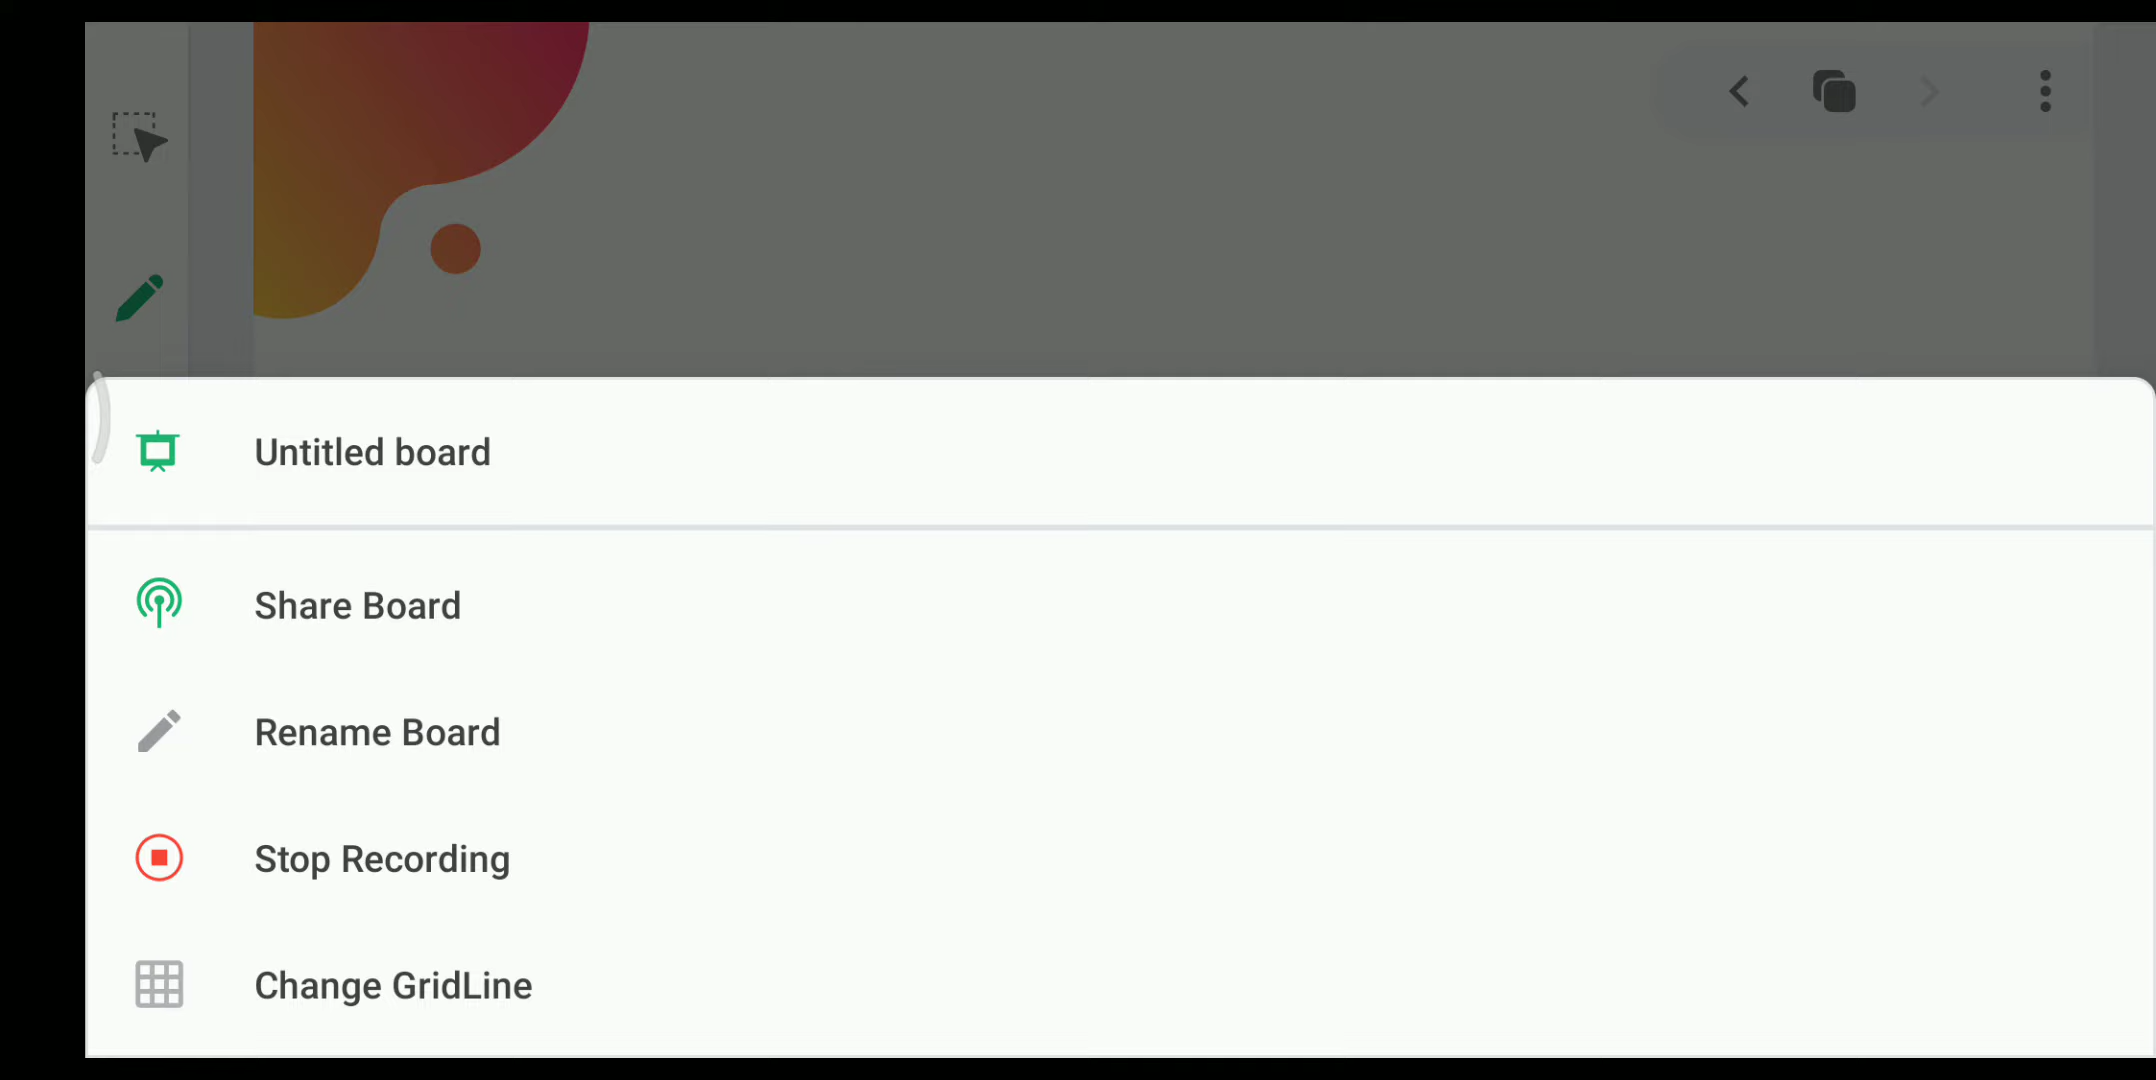 Untitled board
Share Board
Rename Board
Stop Recording
Change GridLine